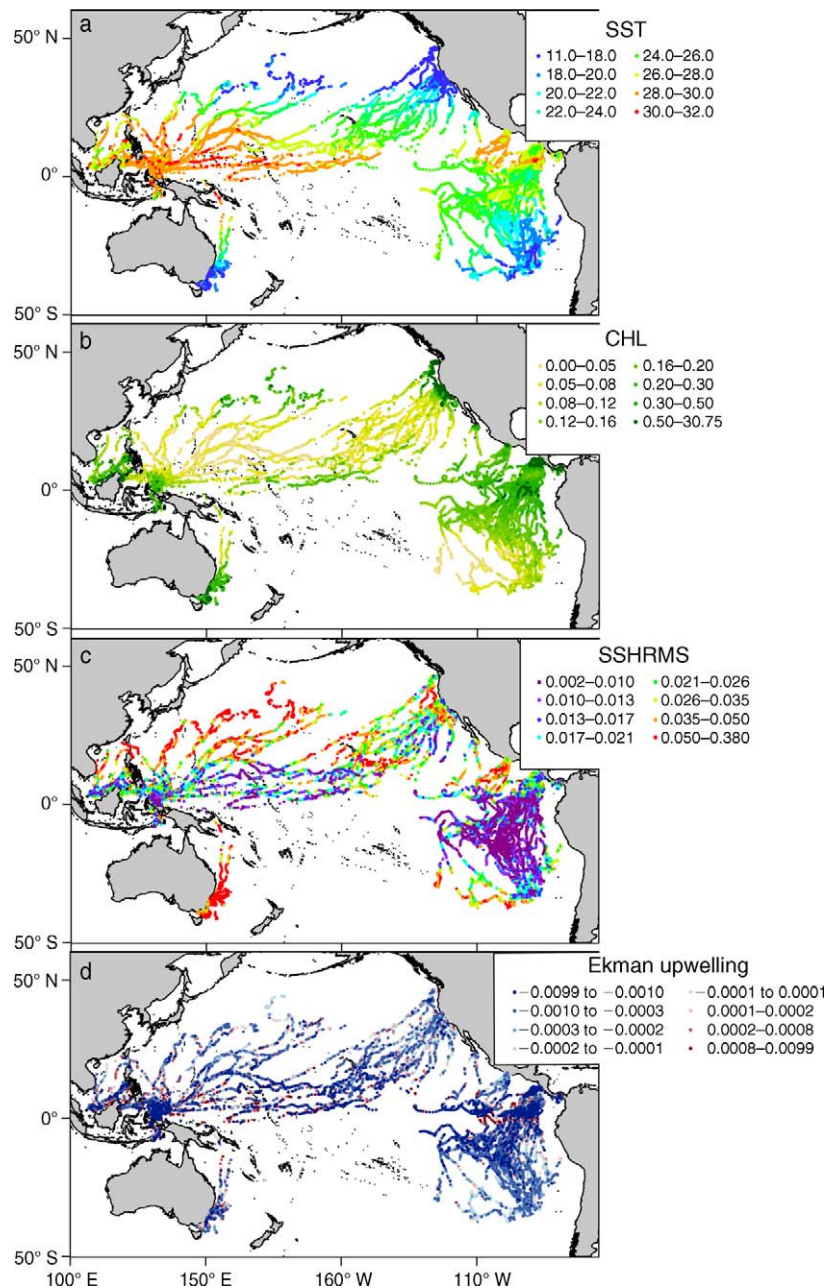 50° N
a
SST
11.0–18.0 24.0–26.0
18.0–20.0 26.0–28.0
20.0–22.0 28.0–30.0
22.0–24.0 30.0–32.0
0°
50° S
50° N
b
CHL
0.00–0.05 0.16–0.20
0.05–0.08 0.20–0.30
0.08–0.12 0.30–0.50
0.12–0.16 0.50–30.75
0°
50° S
50° N
c
SSHRMS
0.002–0.010 0.021–0.026
0.010–0.013 0.026–0.035
0.013–0.017 0.035–0.050
0.017–0.021 0.050–0.380
0°
50° S
50° N
d
Ekman upwelling
−0.0099 to −0.0010 −0.0001 to 0.0001
−0.0010 to −0.0003 0.0001–0.0002
−0.0003 to −0.0002 0.0002–0.0008
−0.0002 to −0.0001 0.0008–0.0099
0°
50° S
100° E 150° E 160° W 110° W